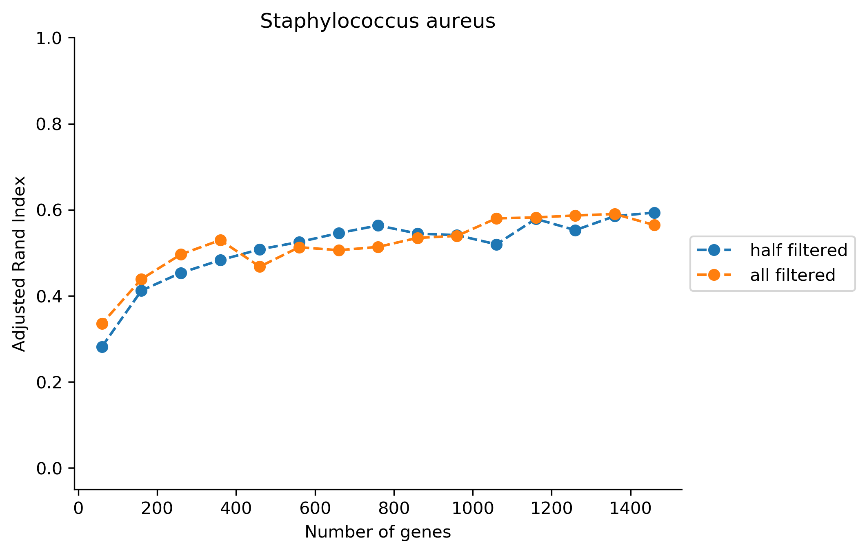 Staphylococcus aureus
1.0
0.8
0.6
0.4
0.2
0.0
Adjusted Rand Index
0 200 400 600 800 1000 1200 1400
Number of genes
half filtered
all filtered